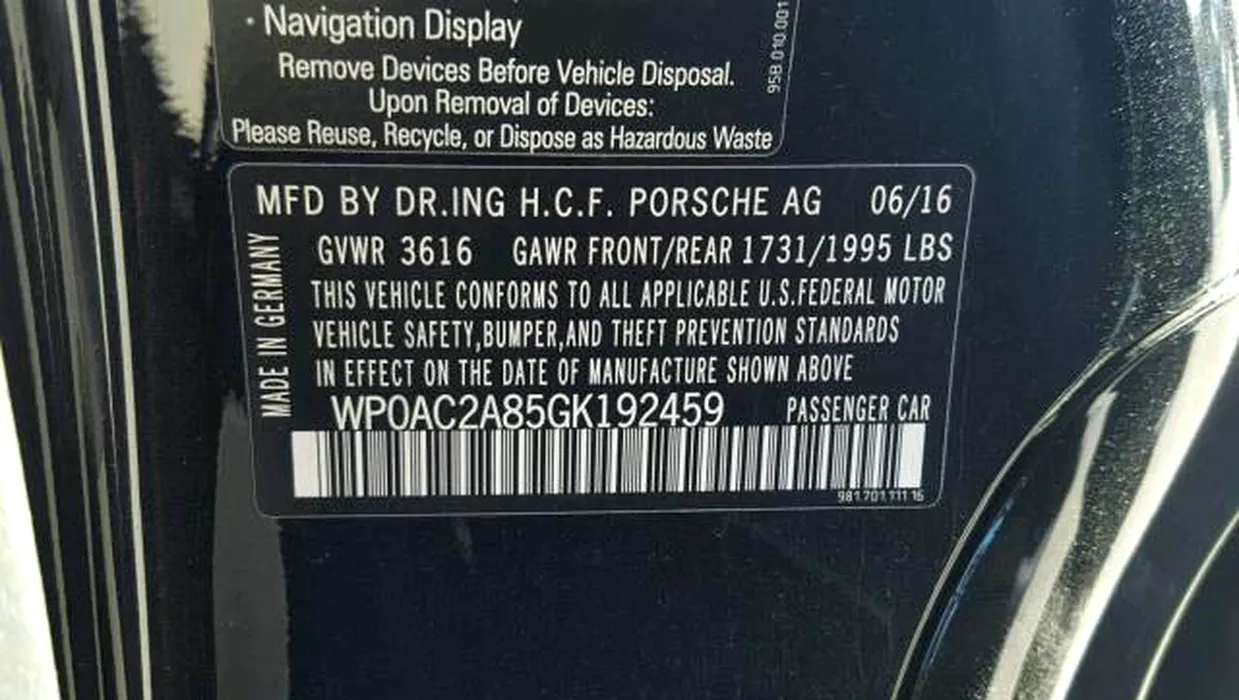 · Navigation Display
Remove Devices Before Vehicle Disposal.
Upon Removal of Devices:
Please Reuse, Recycle, or Dispose as Hazardous Waste
95B.010.001
MFD BY DR.ING H.C.F. PORSCHE AG 06/16
GVWR 3616 GAWR FRONT/REAR 1731/1995 LBS
THIS VEHICLE CONFORMS TO ALL APPLICABLE U.S.FEDERAL MOTOR
VEHICLE SAFETY,BUMPER,AND THEFT PREVENTION STANDARDS
IN EFFECT ON THE DATE OF MANUFACTURE SHOWN ABOVE
MADE IN GERMANY
WP0AC2A85GK192459 PASSENGER CAR
981.701.111 16